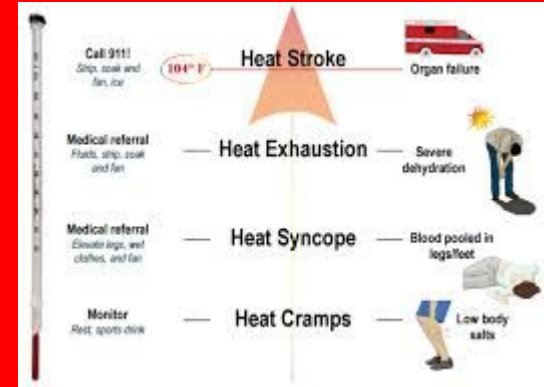 Call 911!
Strip, soak and
fan, ice
104° F
Heat Stroke
Organ failure
Medical referral
Fluids, strip, soak
and fan
Heat Exhaustion
Severe
dehydration
Medical referral
Elevate legs, wet
clothes, and fan
Heat Syncope
Blood pooled in
legs/feet
Monitor
Rest, sports drink
Heat Cramps
Low body
salts